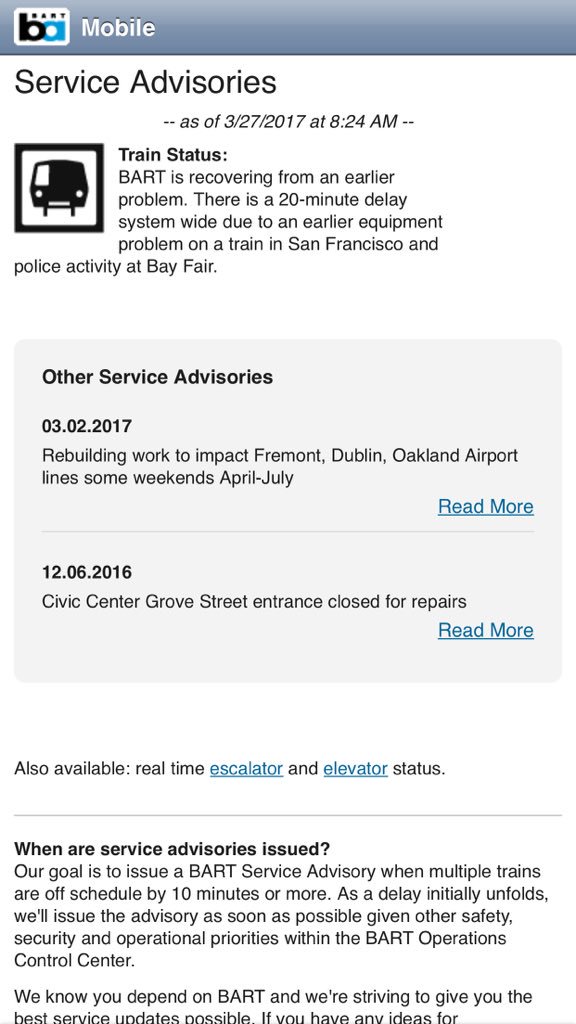 BART
ba Mobile
Service Advisories
-- as of 3/27/2017 at 8:24 AM --
Train Status:
BART is recovering from an earlier
problem. There is a 20-minute delay
system wide due to an earlier equipment
problem on a train in San Francisco and
police activity at Bay Fair.
Other Service Advisories
03.02.2017
Rebuilding work to impact Fremont, Dublin, Oakland Airport
lines some weekends April-July
Read More
12.06.2016
Civic Center Grove Street entrance closed for repairs
Read More
Also available: real time escalator and elevator status.
When are service advisories issued?
Our goal is to issue a BART Service Advisory when multiple trains
are off schedule by 10 minutes or more. As a delay initially unfolds,
we'll issue the advisory as soon as possible given other safety,
security and operational priorities within the BART Operations
Control Center.
We know you depend on BART and we're striving to give you the
best service updates possible. If you have any ideas for